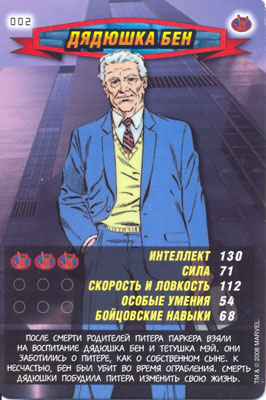 002
ДЯДЮШКА БЕН
ИНТЕЛЛЕКТ 130
СИЛА 71
СКОРОСТЬ И ЛОВКОСТЬ 112
ОСОБЫЕ УМЕНИЯ 54
БОЙЦОВСКИЕ НАВЫКИ 68
ПОСЛЕ СМЕРТИ РОДИТЕЛЕЙ ПИТЕРА ПАРКЕРА ВЗЯЛИ
НА ВОСПИТАНИЕ ДЯДЮШКА БЕН И ТЕТУШКА МЭЙ. ОНИ
ЗАБОТИЛИСЬ О ПИТЕРЕ, КАК О СОБСТВЕННОМ СЫНЕ. К
НЕСЧАСТЬЮ, БЕН БЫЛ УБИТ ВО ВРЕМЯ ОГРАБЛЕНИЯ. СМЕРТЬ
ДЯДЮШКИ ПОБУДИЛА ПИТЕРА ИЗМЕНИТЬ СВОЮ ЖИЗНЬ.
TM & © 2008 MARVEL